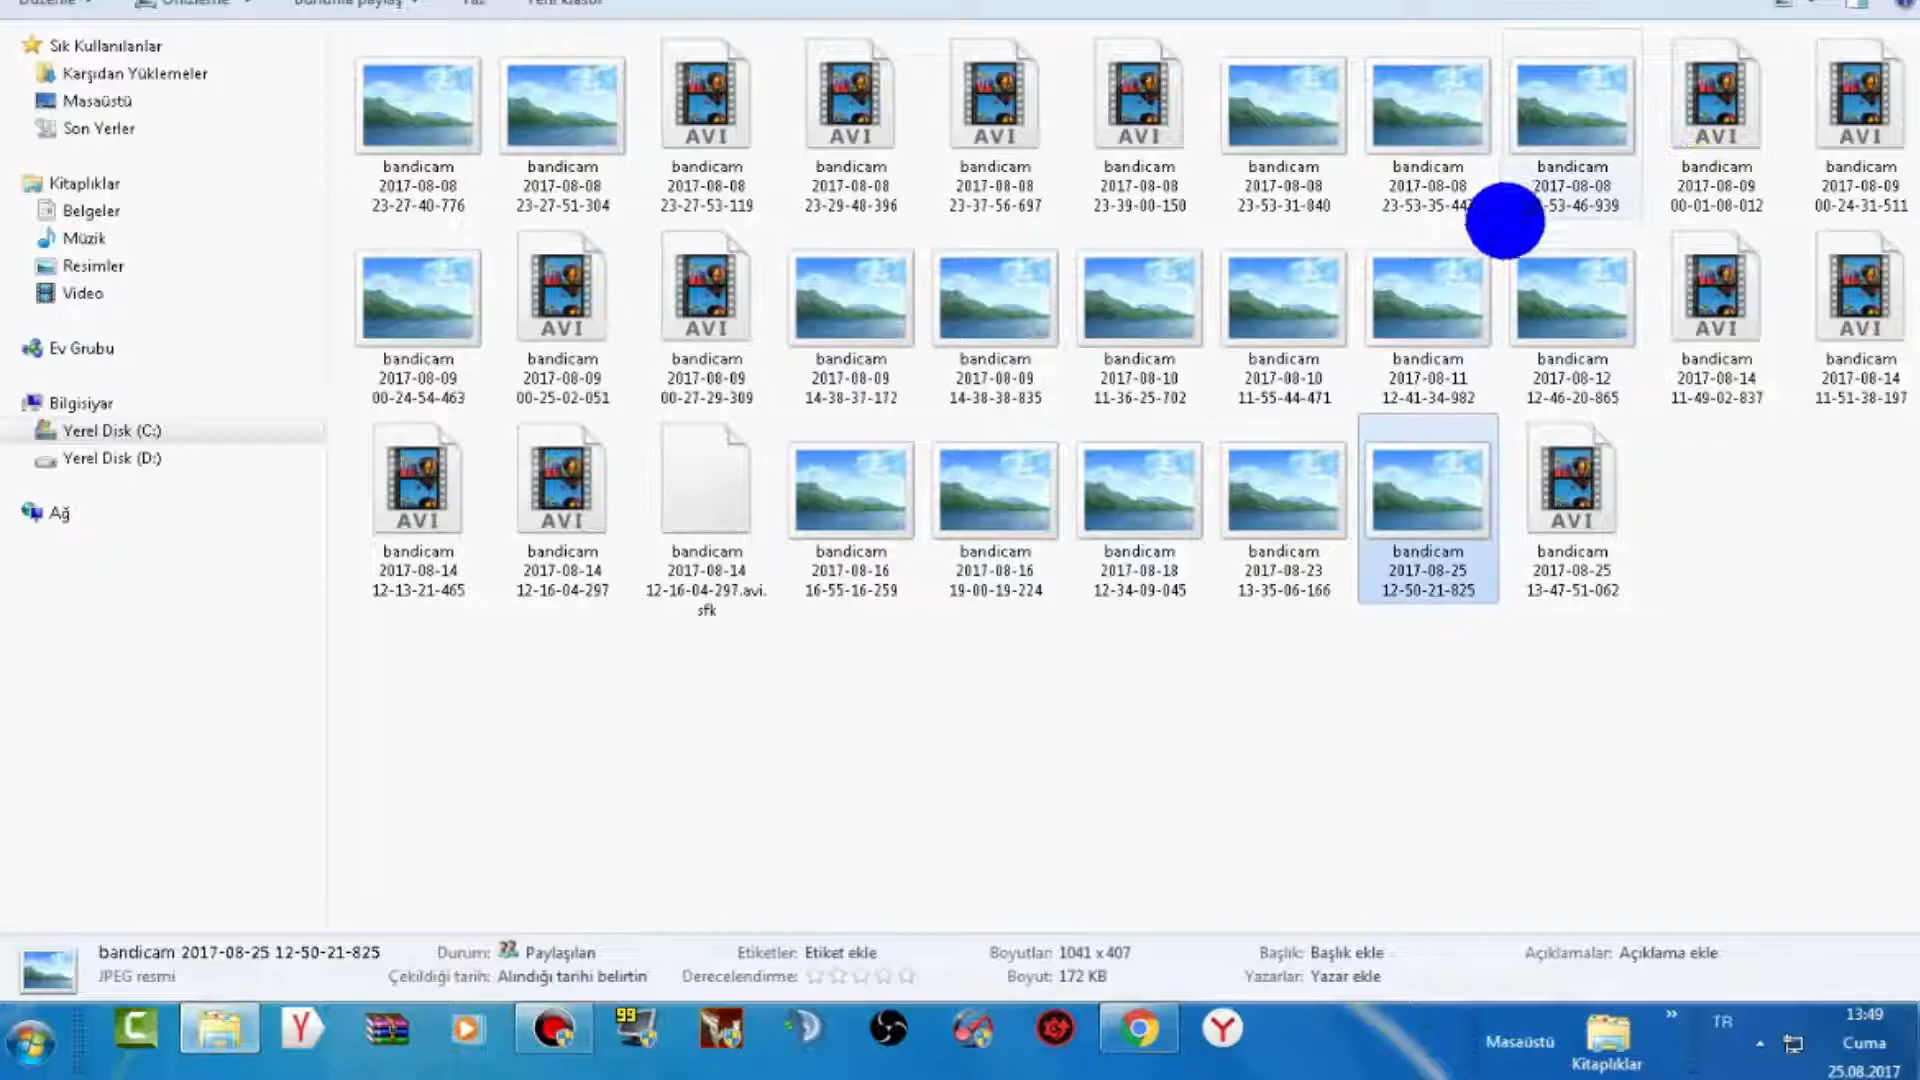 Düzenle
Önizleme
Bununla paylaş
Yaz
Yeni klasör
Sık Kullanılanlar
Karşıdan Yüklemeler
Masaüstü
Son Yerler
Kitaplıklar
Belgeler
Müzik
Resimler
Video
Ev Grubu
Bilgisiyar
Yerel Disk (C:)
Yerel Disk (D:)
Ağ
AVI
AVI
AVI
AVI
AVI
AVI
bandicam
2017-08-08
23-27-40-776
bandicam
2017-08-08
23-27-51-304
bandicam
2017-08-08
23-27-53-119
bandicam
2017-08-08
23-29-48-396
bandicam
2017-08-08
23-37-56-697
bandicam
2017-08-08
23-39-00-150
bandicam
2017-08-08
23-53-31-840
bandicam
2017-08-08
23-53-35-44
bandicam
2017-08-08
53-46-939
bandicam
2017-08-09
00-01-08-012
bandicam
2017-08-09
00-24-31-511
AVI
AVI
AVI
AVI
bandicam
2017-08-09
00-24-54-463
bandicam
2017-08-09
00-25-02-051
bandicam
2017-08-09
00-27-29-309
bandicam
2017-08-09
14-38-37-172
bandicam
2017-08-09
14-38-38-835
bandicam
2017-08-10
11-36-25-702
bandicam
2017-08-10
11-55-44-471
bandicam
2017-08-11
12-41-34-982
bandicam
2017-08-12
12-46-20-865
bandicam
2017-08-14
11-49-02-837
bandicam
2017-08-14
11-51-38-197
AVI
AVI
AVI
bandicam
2017-08-14
12-13-21-465
bandicam
2017-08-14
12-16-04-297
bandicam
2017-08-14
12-16-04-297.avi.
sfk
bandicam
2017-08-16
16-55-16-259
bandicam
2017-08-16
19-00-19-224
bandicam
2017-08-18
12-34-09-045
bandicam
2017-08-23
13-35-06-166
bandicam
2017-08-25
12-50-21-825
bandicam
2017-08-25
13-47-51-062
bandicam 2017-08-25 12-50-21-825
JPEG resmi
Durum: Paylaşılan
Çekildiği tarih: Alındığı tarihi belirtin
Etiketler: Etiket ekle
Derecelendirme:
Boyutlar: 1041 x 407
Boyut: 172 KB
Başlık: Başlık ekle
Yazarlar: Yazar ekle
Açıklamalar: Açıklama ekle
99
Masaüstü
Kitaplıklar
TR
13:49
Cuma
25.08.2017